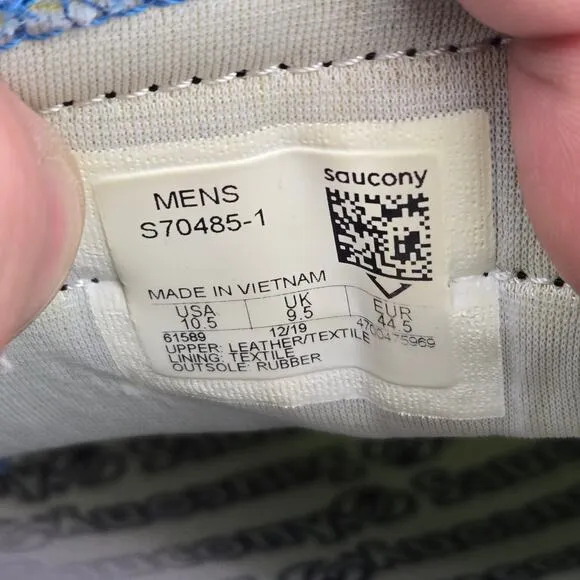 saucony
MENS
S70485-1
MADE IN VIETNAM
USA UK EUR
10.5 9.5 44.5
61589 12/19 4700475969
UPPER: LEATHER/TEXTILE
LINING: TEXTILE
OUTSOLE: RUBBER